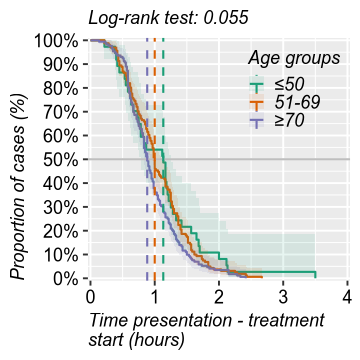 Log-rank test: 0.055
Proportion of cases (%)
100%
90%
80%
70%
60%
50%
40%
30%
20%
10%
0%
Age groups
≤50
51-69
≥70
0 1 2 3 4
Time presentation - treatment
start (hours)